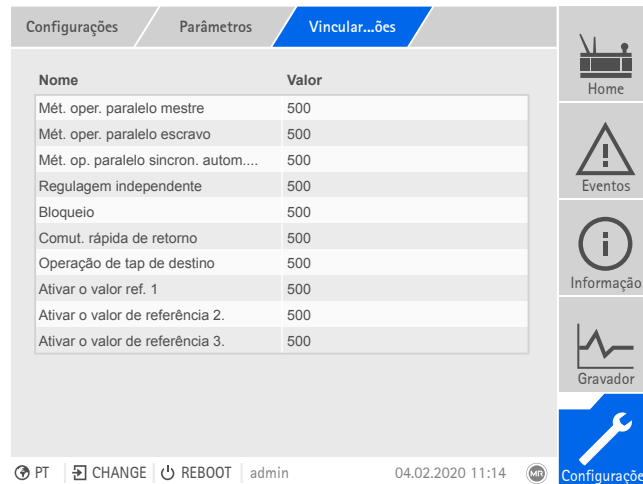 Configurações Parâmetros Vincular...ões
Home
Nome Valor
Mét. oper. paralelo mestre 500
Mét. oper. paralelo escravo 500
Mét. op. paralelo sincron. autom.... 500
Regulagem independente 500
Bloqueio 500
Comut. rápida de retorno 500
Operação de tap de destino 500
Ativar o valor ref. 1 500
Ativar o valor de referência 2. 500
Ativar o valor de referência 3. 500
Eventos
Informação
Gravador
Configuraçõe
PT CHANGE REBOOT admin 04.02.2020 11:14 MR